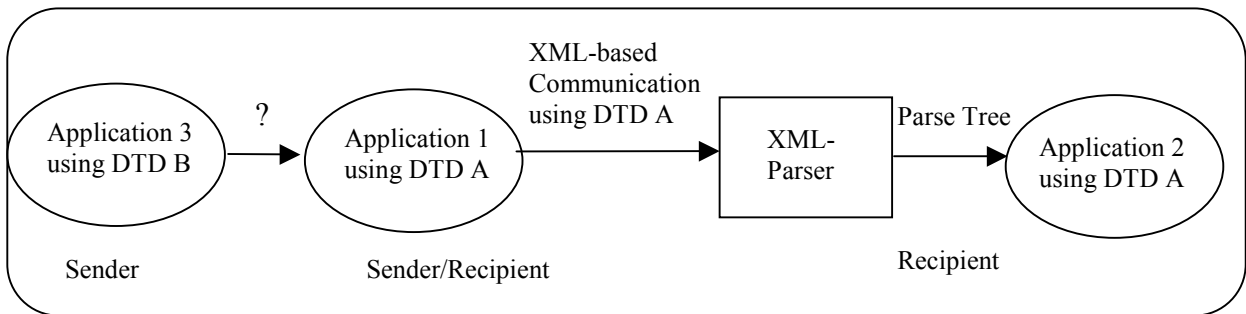 Application 3
using DTD B
?
Application 1
using DTD A
XML-based
Communication
using DTD A
XML-
Parser
Parse Tree
Application 2
using DTD A
Sender
Sender/Recipient
Recipient